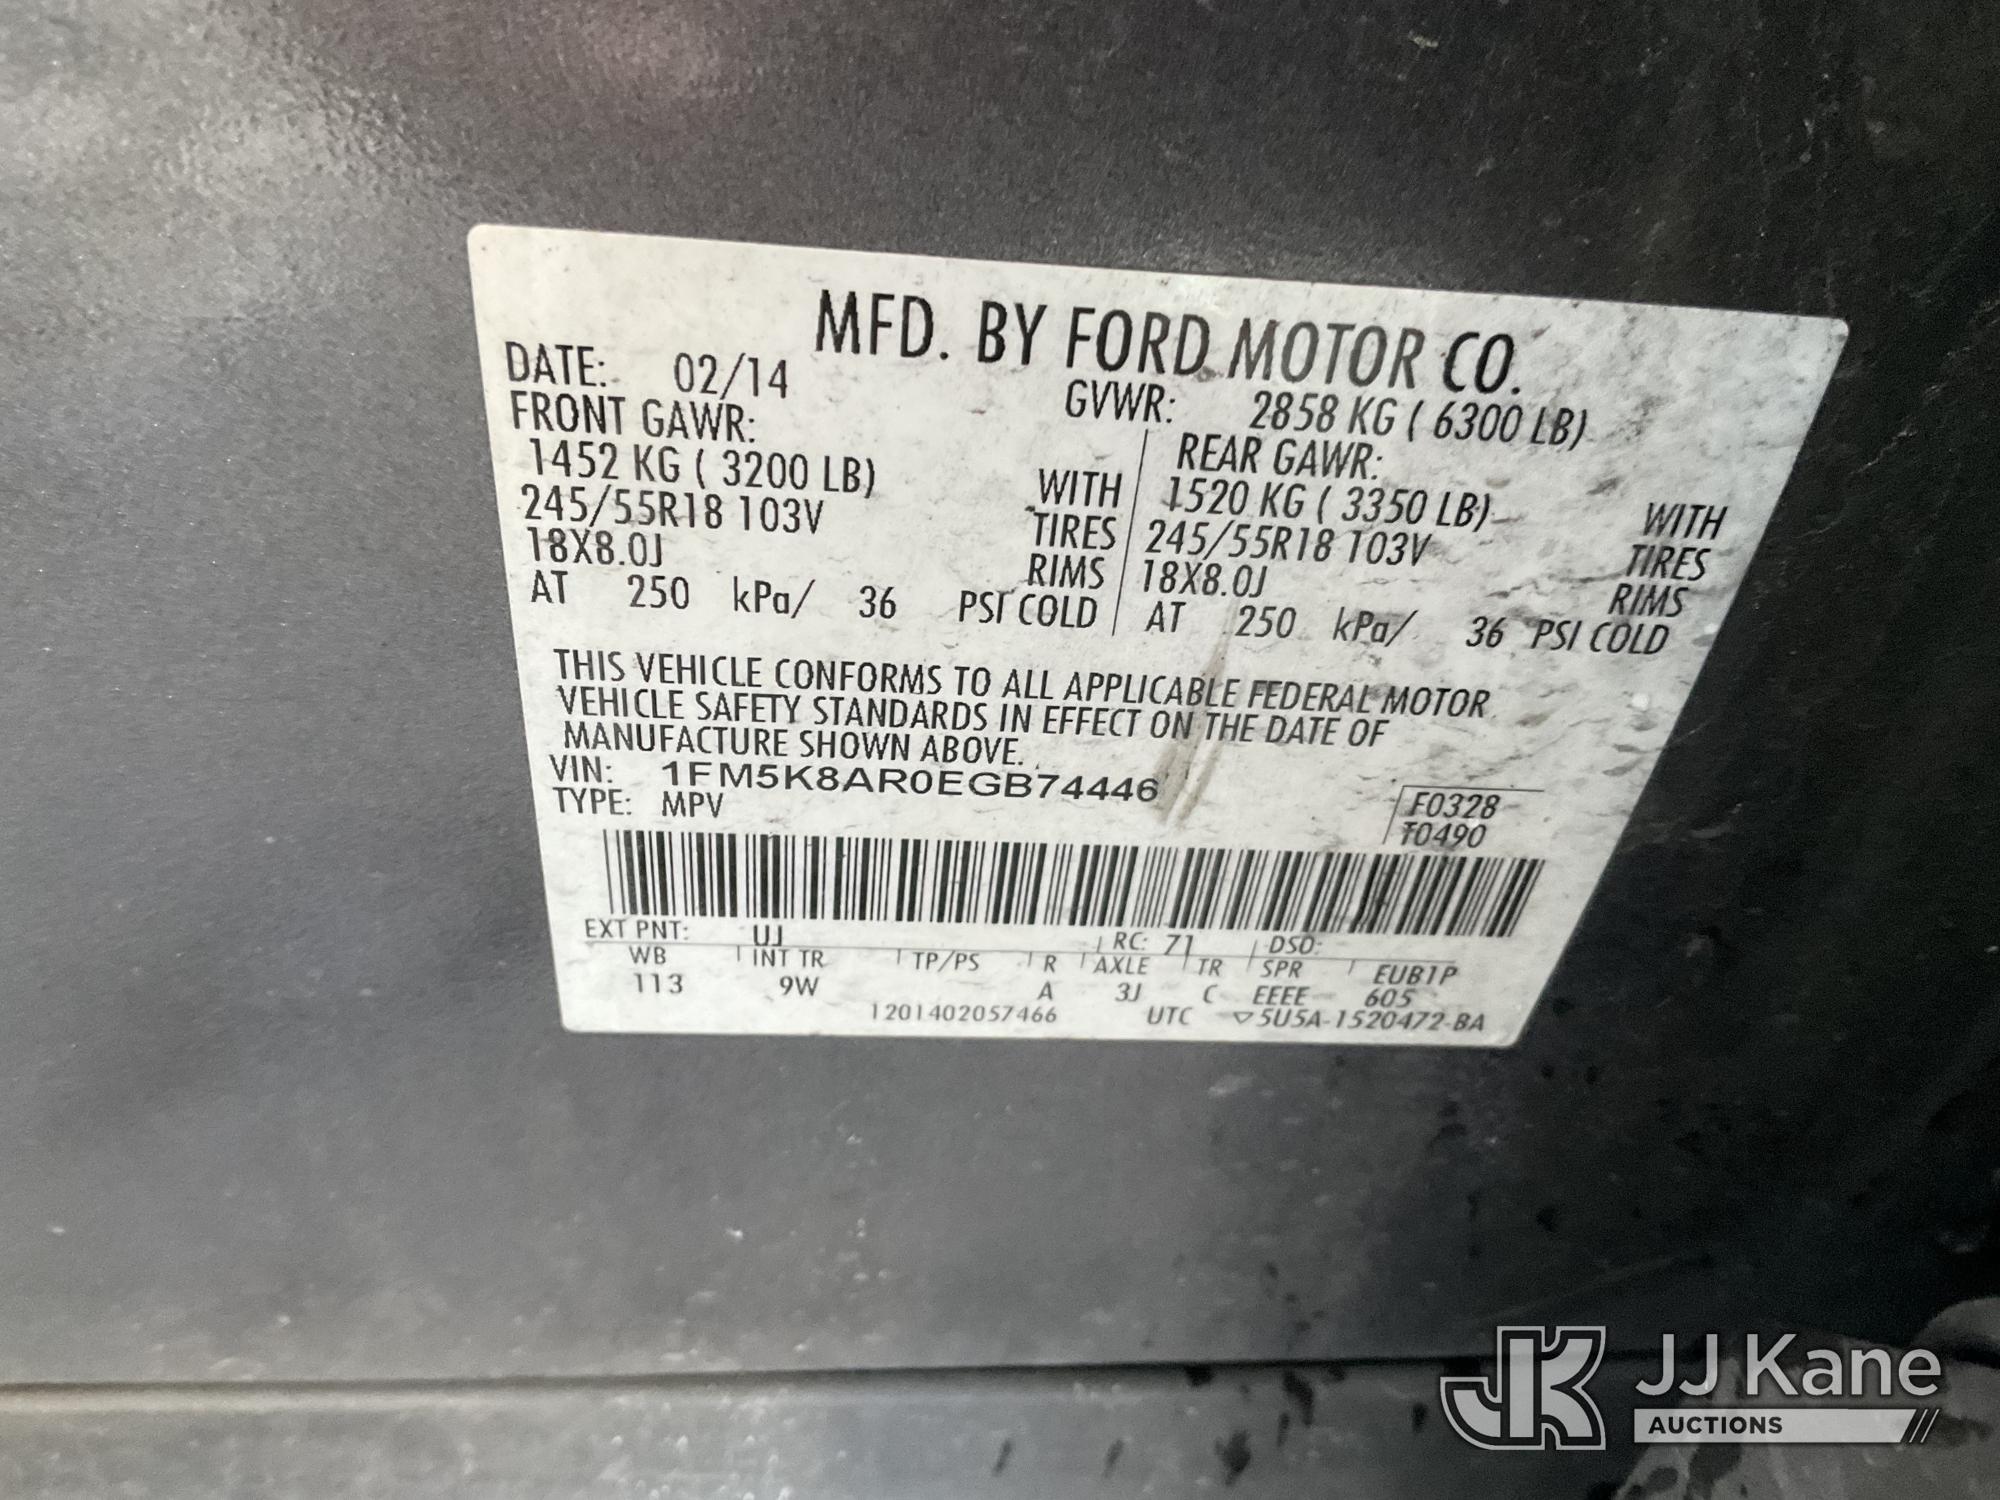 MFD. BY FORD MOTOR CO.
DATE: 02/14 GVWR: 2858 KG ( 6300 LB)
FRONT GAWR: REAR GAWR:
1452 KG ( 3200 LB) WITH 1520 KG ( 3350 LB) WITH
245/55R18 103V TIRES 245/55R18 103V TIRES
18X8.0J RIMS 18X8.0J RIMS
AT 250 kPa/ 36 PSI COLD AT 250 kPa/ 36 PSI COLD
THIS VEHICLE CONFORMS TO ALL APPLICABLE FEDERAL MOTOR
VEHICLE SAFETY STANDARDS IN EFFECT ON THE DATE OF
MANUFACTURE SHOWN ABOVE.
VIN: 1FM5K8AR0EGB74446
TYPE: MPV F0328
T0490
EXT PNT: UJ RC: 71 DSO:
WB INT TR TP/PS R AXLE TR SPR EUB1P
113 9W A 3J C EEEE 605
1201402057466 UTC ▽5U5A-1520472-BA
JK JJ Kane
AUCTIONS